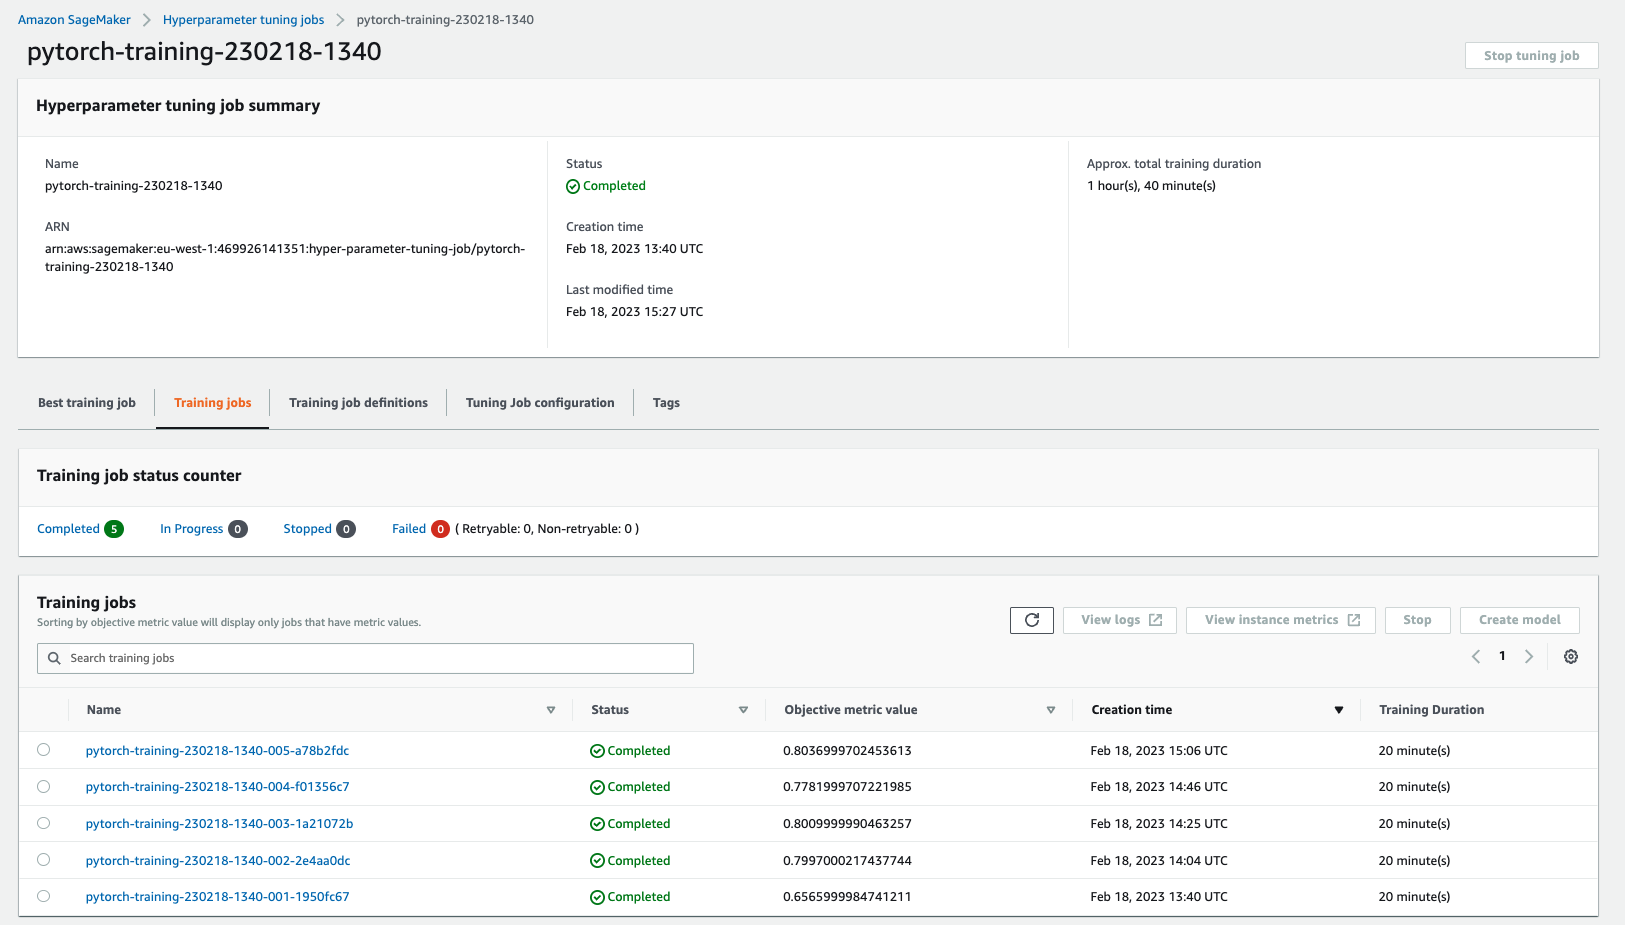 Amazon SageMaker > Hyperparameter tuning jobs > pytorch-training-230218-1340
pytorch-training-230218-1340
Stop tuning job
Hyperparameter tuning job summary
Name
pytorch-training-230218-1340
ARN
arn:aws:sagemaker:eu-west-1:469926141351:hyper-parameter-tuning-job/pytorch-
training-230218-1340
Status
Completed
Creation time
Feb 18, 2023 13:40 UTC
Last modified time
Feb 18, 2023 15:27 UTC
Approx. total training duration
1 hour(s), 40 minute(s)
Best training job Training jobs Training job definitions Tuning Job configuration Tags
Training job status counter
Completed 5 In Progress 0 Stopped 0 Failed 0 ( Retryable: 0, Non-retryable: 0 )
Training jobs
Sorting by objective metric value will display only jobs that have metric values.
View logs View instance metrics Stop Create model
Search training jobs
1
Name Status Objective metric value Creation time Training Duration
pytorch-training-230218-1340-005-a78b2fdc Completed 0.8036999702453613 Feb 18, 2023 15:06 UTC 20 minute(s)
pytorch-training-230218-1340-004-f01356c7 Completed 0.7781999707221985 Feb 18, 2023 14:46 UTC 20 minute(s)
pytorch-training-230218-1340-003-1a21072b Completed 0.8009999990463257 Feb 18, 2023 14:25 UTC 20 minute(s)
pytorch-training-230218-1340-002-2e4aa0dc Completed 0.7997000217437744 Feb 18, 2023 14:04 UTC 20 minute(s)
pytorch-training-230218-1340-001-1950fc67 Completed 0.6565999984741211 Feb 18, 2023 13:40 UTC 20 minute(s)